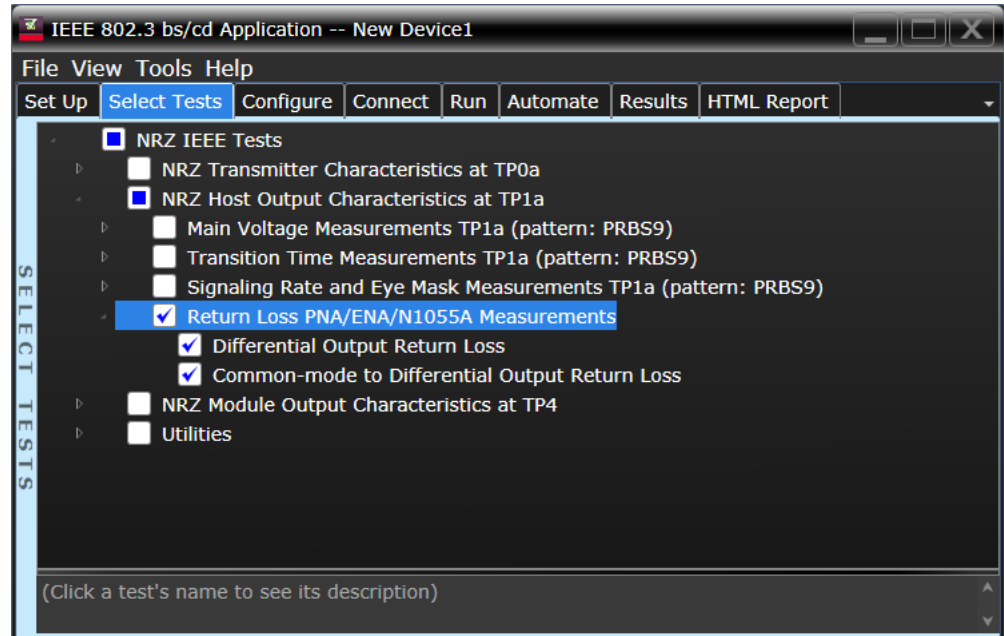 IEEE 802.3 bs/cd Application -- New Device1
File View Tools Help
Set Up Select Tests Configure Connect Run Automate Results HTML Report
SELECT TESTS
NRZ IEEE Tests
NRZ Transmitter Characteristics at TP0a
NRZ Host Output Characteristics at TP1a
Main Voltage Measurements TP1a (pattern: PRBS9)
Transition Time Measurements TP1a (pattern: PRBS9)
Signaling Rate and Eye Mask Measurements TP1a (pattern: PRBS9)
Return Loss PNA/ENA/N1055A Measurements
Differential Output Return Loss
Common-mode to Differential Output Return Loss
NRZ Module Output Characteristics at TP4
Utilities
(Click a test's name to see its description)